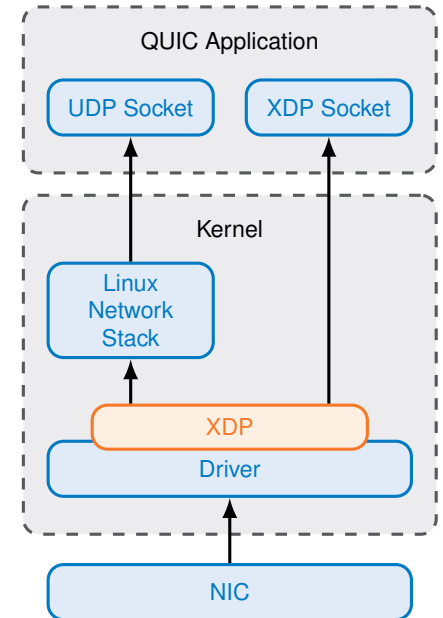 QUIC Application
UDP Socket
XDP Socket
Kernel
Linux
Network
Stack
XDP
Driver
NIC